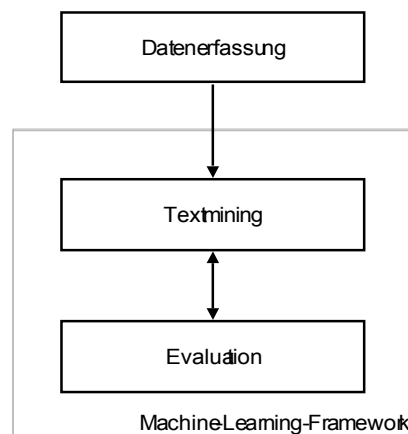 Datenerfassung
Textmining
Evaluation
Machine-Learning-Framework